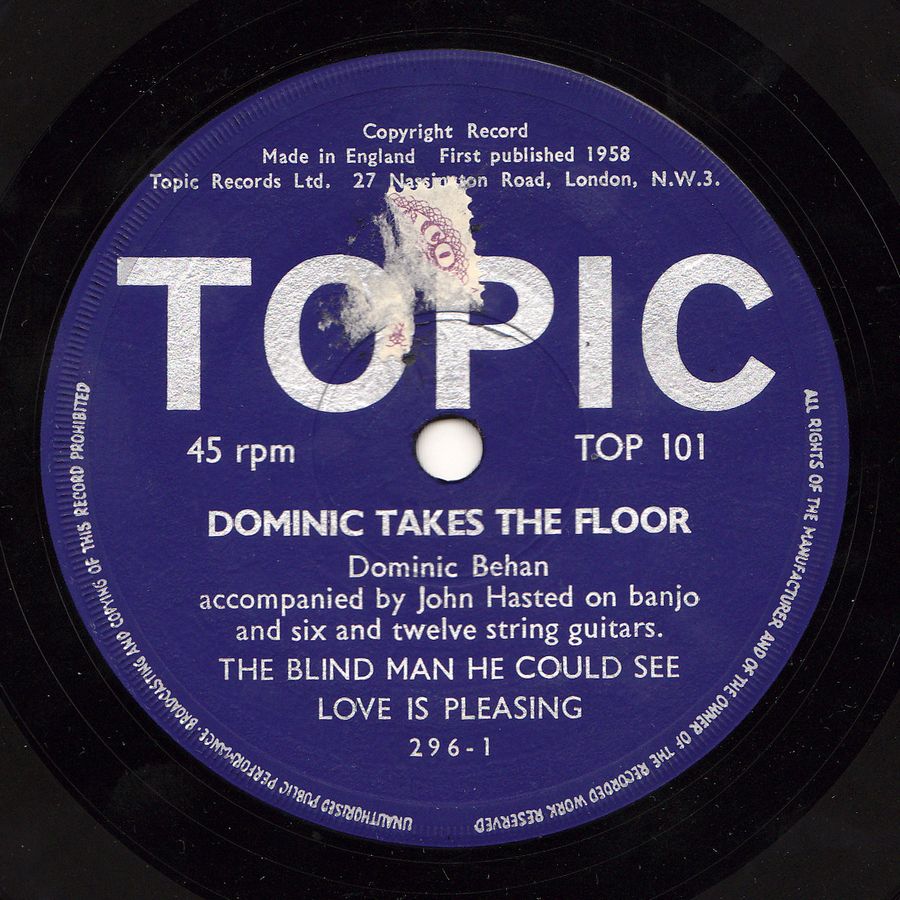 Copyright Record
Made in England First published 1958
Topic Records Ltd. 27 Nassington Road, London, N.W.3.
TOPIC
45 rpm
TOP 101
DOMINIC TAKES THE FLOOR
Dominic Behan
accompanied by John Hasted on banjo
and six and twelve string guitars.
THE BLIND MAN HE COULD SEE
LOVE IS PLEASING
296-1
ALL RIGHTS OF THE MANUFACTURER AND OF THE OWNER OF THE RECORDED WORK RESERVED
UNAUTHORISED PUBLIC PERFORMANCE · BROADCASTING AND COPYING OF THIS RECORD PROHIBITED